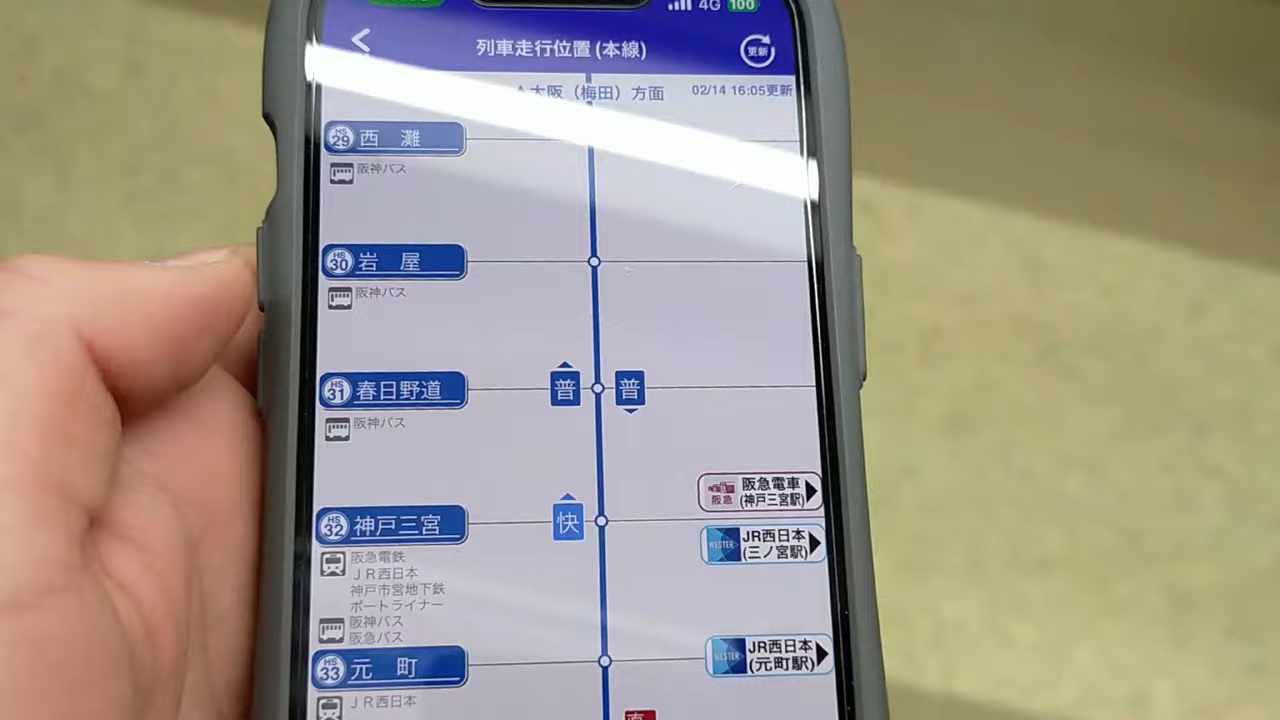 4G 100
列車走行位置(本線)
更新
大阪（梅田）方面
02/14 16:05更新
HS 29 西灘
阪神バス
HS 30 岩屋
阪神バス
HS 31 春日野道
普
普
阪神バス
阪急
阪急電車
(神戸三宮駅)
HS 32 神戸三宮
快
WESTER
JR西日本
(三ノ宮駅)
阪急電鉄
ＪＲ西日本
神戸市営地下鉄
ポートライナー
阪神バス
阪急バス
HS 33 元町
WESTER
JR西日本
(元町駅)
ＪＲ西日本
直